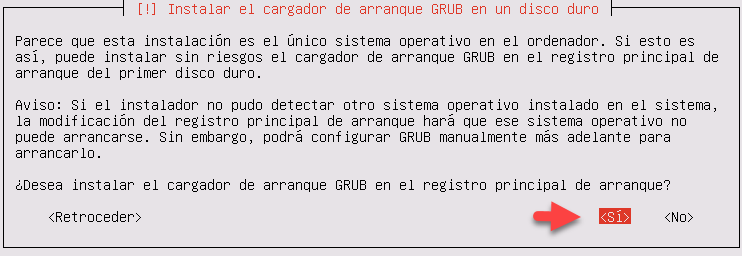 [!] Instalar el cargador de arranque GRUB en un disco duro
Parece que esta instalación es el único sistema operativo en el ordenador. Si esto es
así, puede instalar sin riesgos el cargador de arranque GRUB en el registro principal de
arranque del primer disco duro.
Aviso: Si el instalador no pudo detectar otro sistema operativo instalado en el sistema,
la modificación del registro principal de arranque hará que ese sistema operativo no
puede arrancarse. Sin embargo, podrá configurar GRUB manualmente más adelante para
arrancarlo.
¿Desea instalar el cargador de arranque GRUB en el registro principal de arranque?
<Retroceder> <Sí> <No>